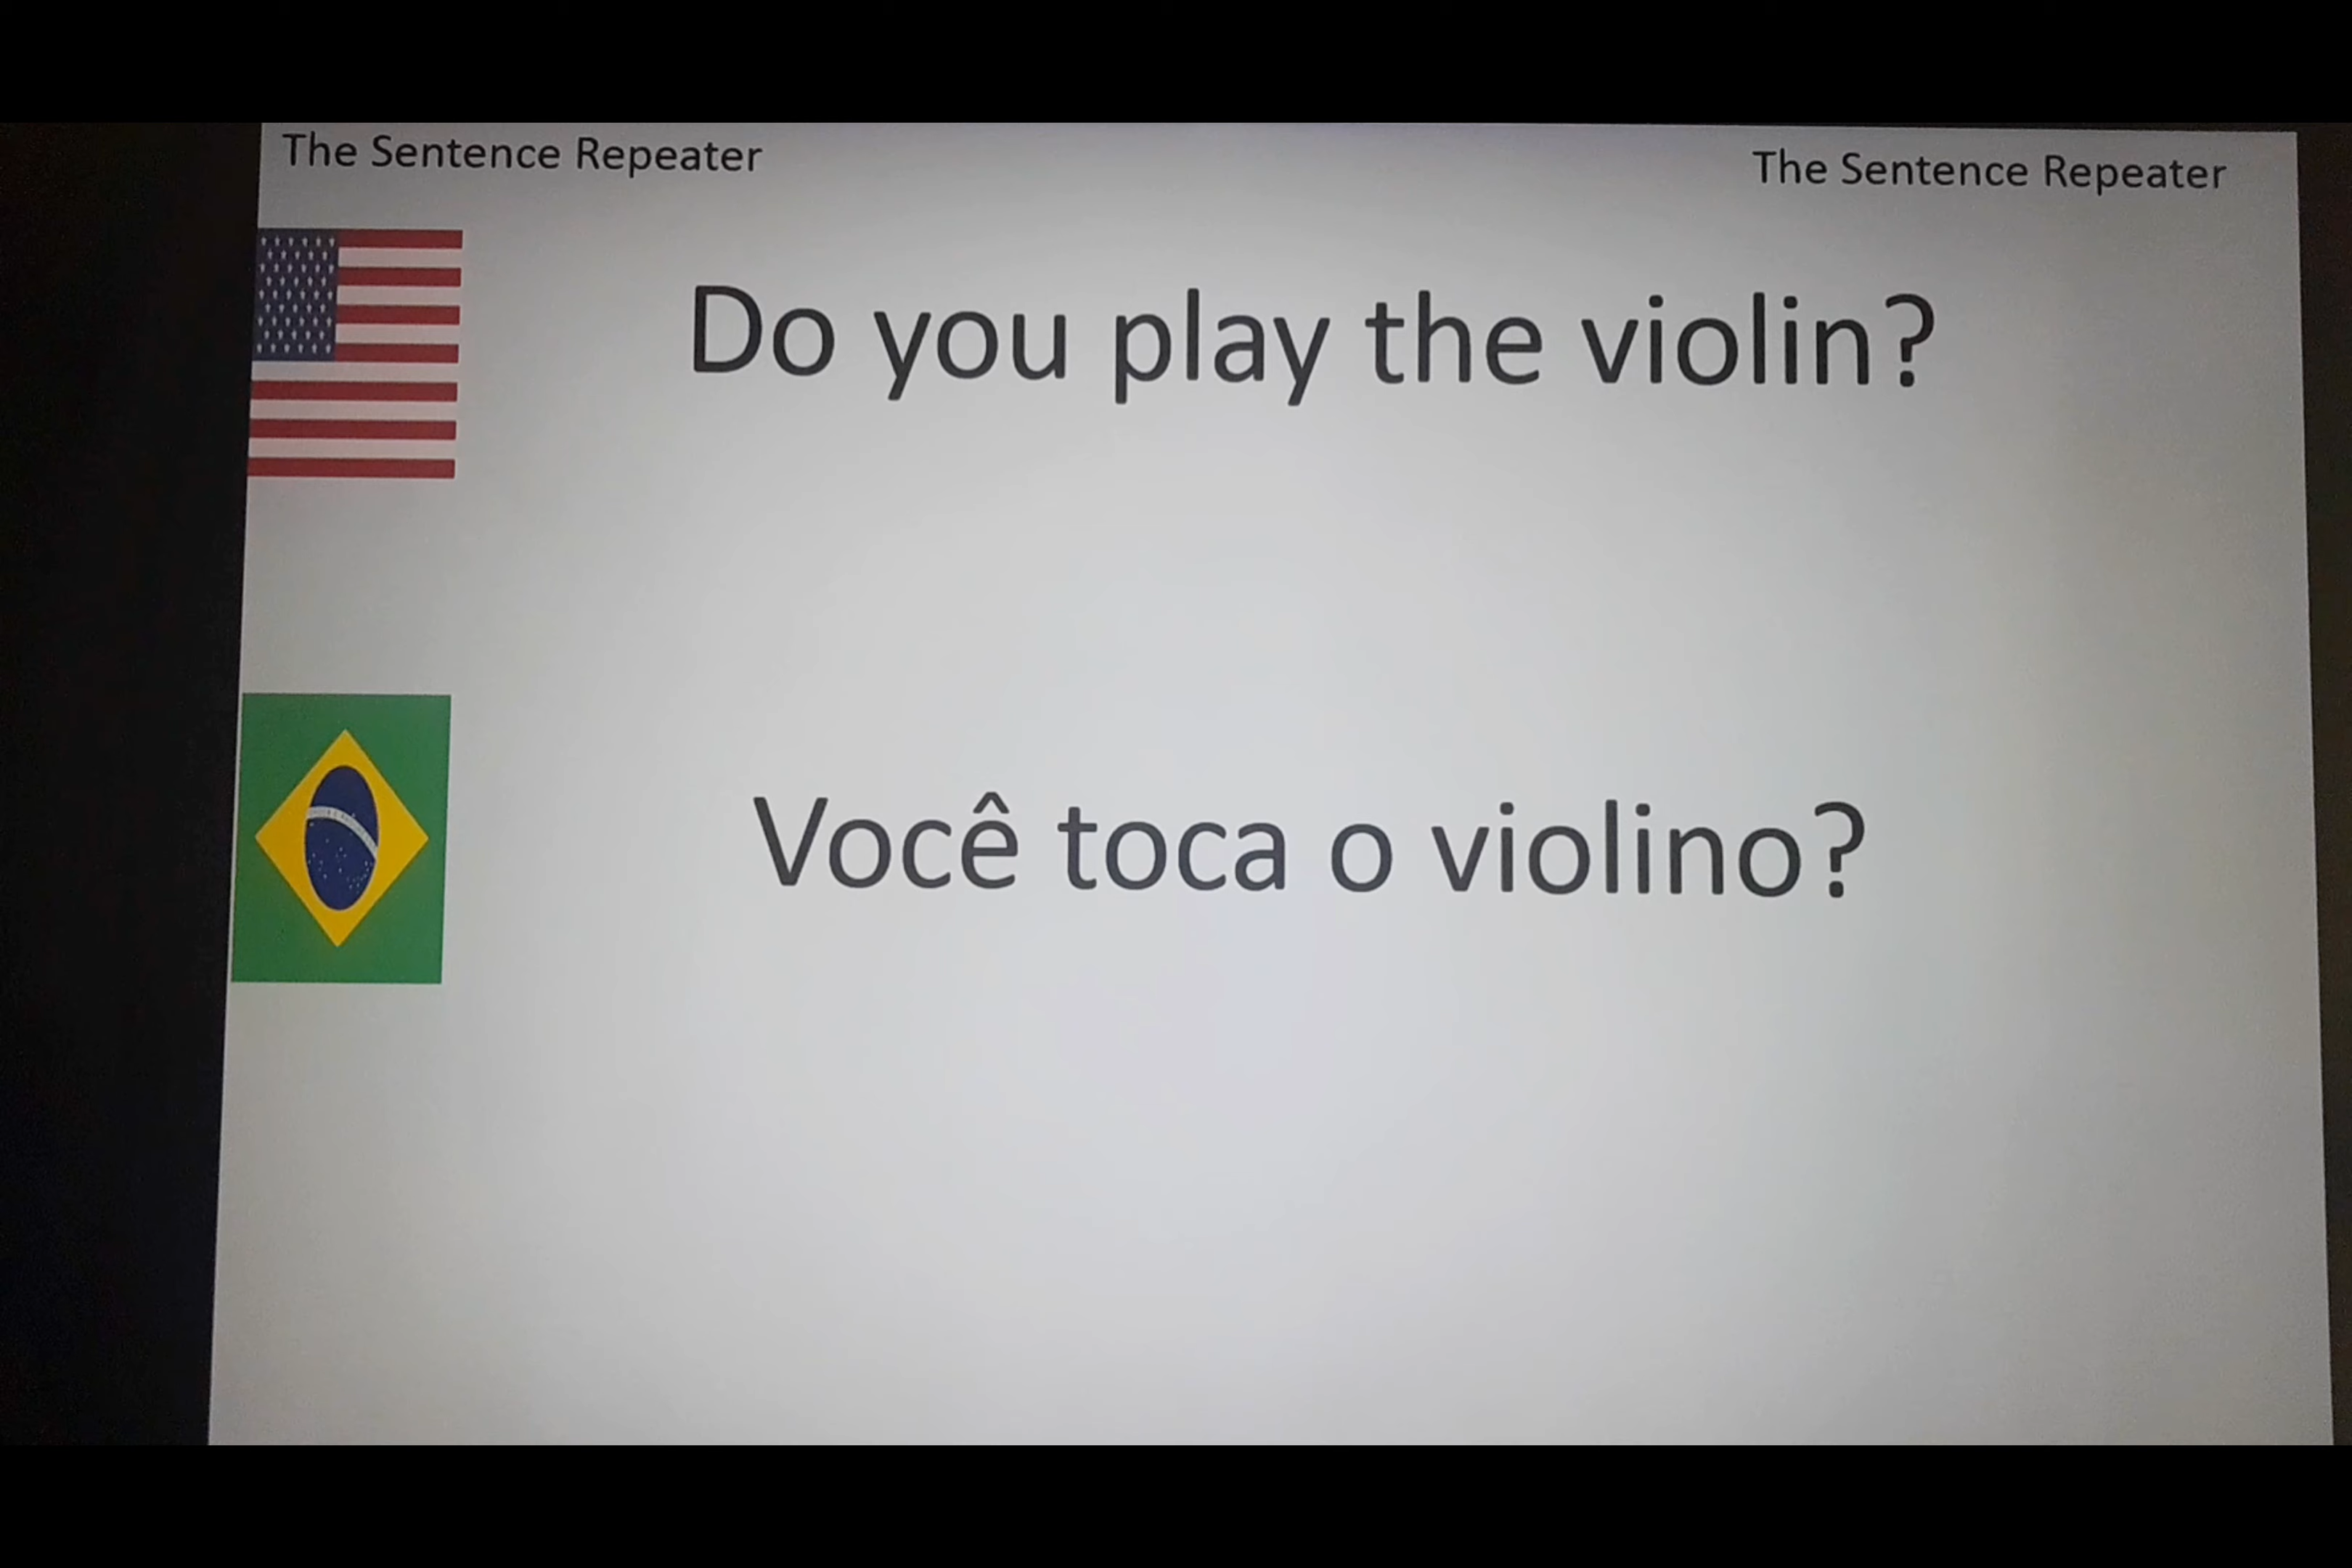 The Sentence Repeater
The Sentence Repeater
Do you play the violin?
Você toca o violino?